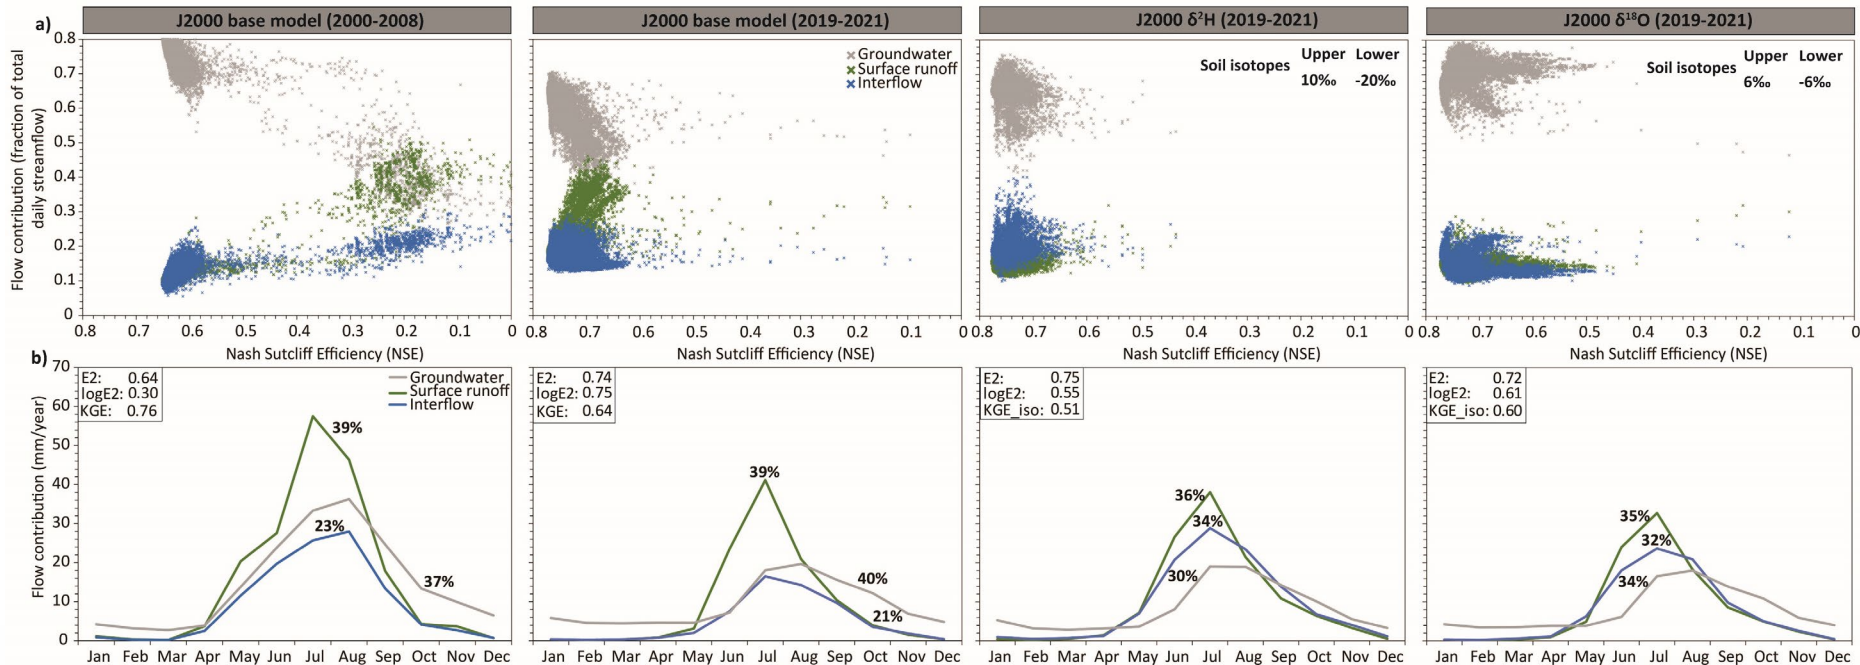 J2000 base model (2000-2008)
J2000 base model (2019-2021)
J2000 δ²H (2019-2021)
J2000 δ¹⁸O (2019-2021)
a)
Flow contribution (fraction of total
daily streamflow)
0.8
0.7
0.6
0.5
0.4
0.3
0.2
0.1
0
Groundwater
Surface runoff
Interflow
Soil isotopes
Upper Lower
10‰ -20‰
Soil isotopes
Upper Lower
6‰ -6‰
0.8 0.6 0.5 0.4 0.3 0.2 0.1 0
0.8 0.7 0.6 0.5 0.4 0.3 0.2 0.1 0
0.8 0.7 0.6 0.5 0.4 0.3 0.2 0.1 0
0.8 0.7 0.6 0.5 0.4 0.3 0.2 0.1 0
Nash Sutcliff Efficiency (NSE)
Nash Sutcliff Efficiency (NSE)
Nash Sutcliff Efficiency (NSE)
Nash Sutcliff Efficiency (NSE)
b)
Flow contribution (mm/year)
70
60
50
40
30
20
10
0
E2: 0.64
logE2: 0.30
KGE: 0.76
Groundwater
Surface runoff
Interflow
39%
23%
37%
E2: 0.74
logE2: 0.75
KGE: 0.64
39%
40%
21%
E2: 0.75
logE2: 0.55
KGE_iso: 0.51
36%
34%
30%
E2: 0.72
logE2: 0.61
KGE_iso: 0.60
35%
32%
34%
Jan Feb Mar Apr May Jun Jul Aug Sep Oct Nov Dec
Jan Feb Mar Apr May Jun Jul Aug Sep Oct Nov Dec
Jan Feb Mar Apr May Jun Jul Aug Sep Oct Nov Dec
Jan Feb Mar Apr May Jun Jul Aug Sep Oct Nov Dec